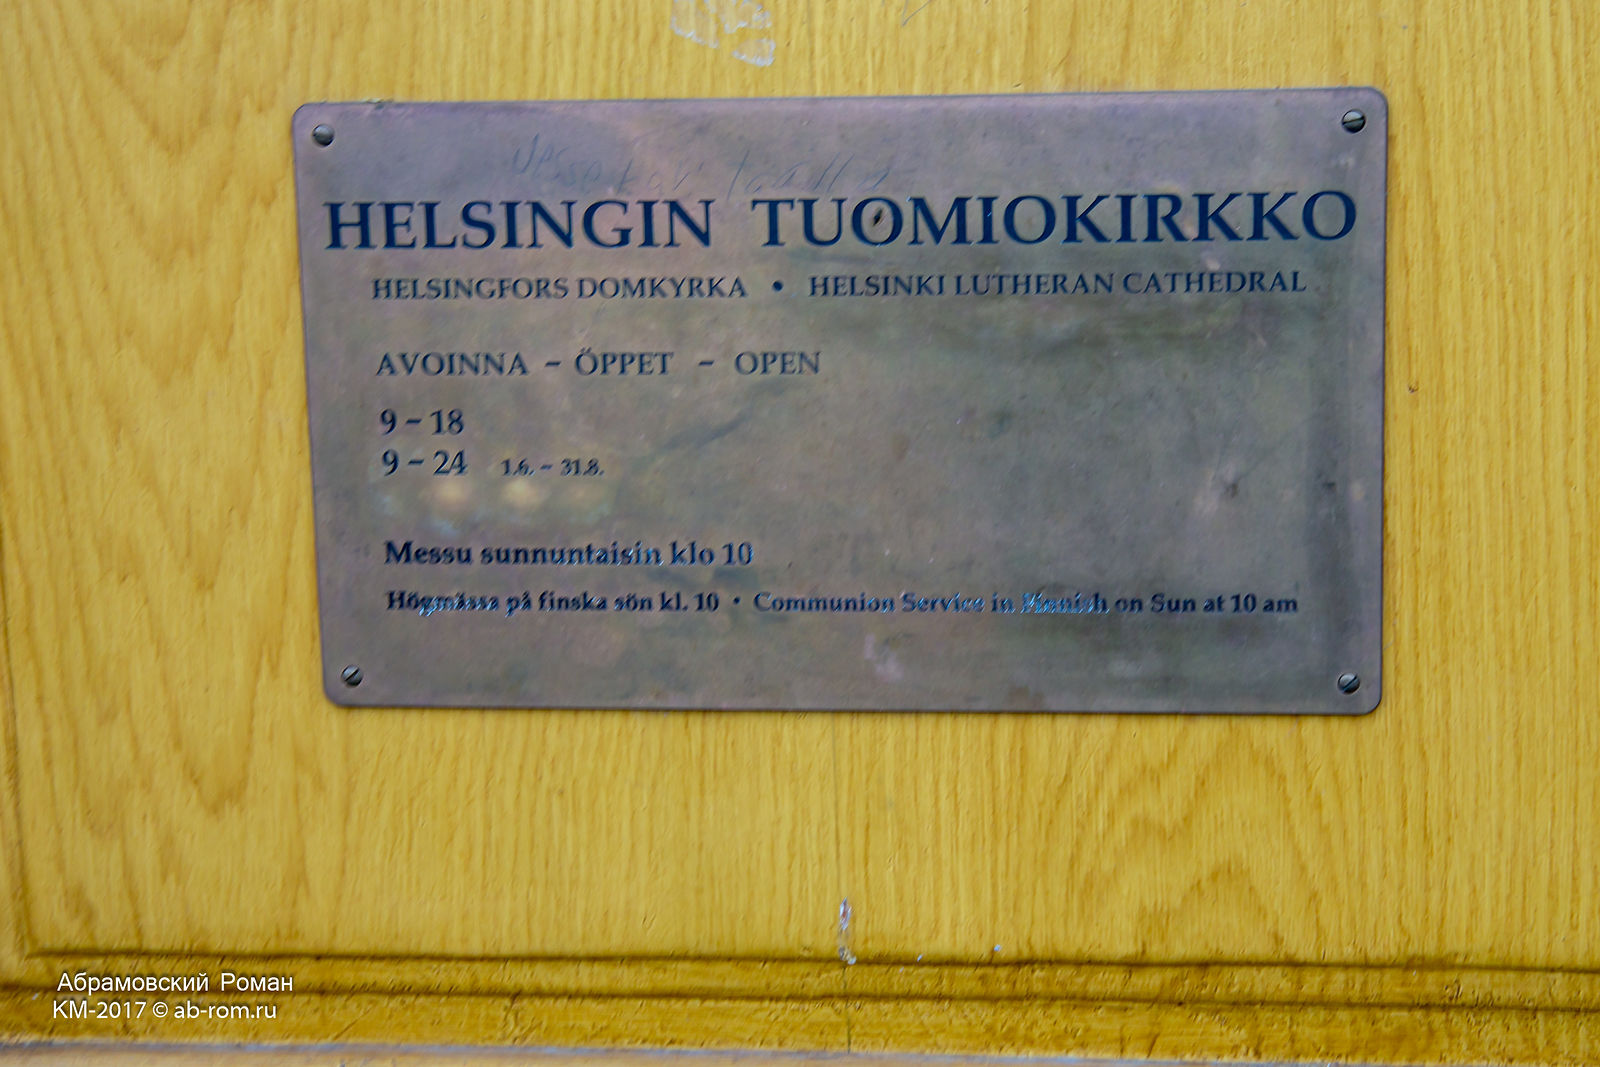 HELSINGIN TUOMIOKIRKKO
HELSINGFORS DOMKYRKA • HELSINKI LUTHERAN CATHEDRAL
AVOINNA – ÖPPET – OPEN
9 – 18
9 – 24 1.6. – 31.8.
Messu sunnuntaisin klo 10
Högmässa på finska sön kl. 10 • Communion Service in Finnish on Sun at 10 am
Абрамовский Роман
KM-2017 © ab-rom.ru